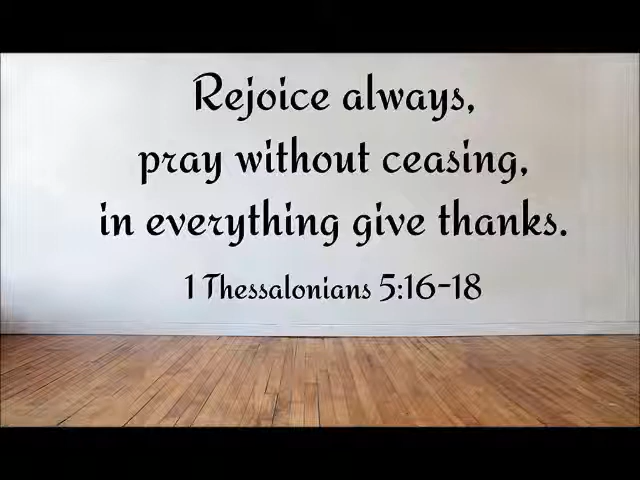 Rejoice always,
pray without ceasing,
in everything give thanks.
1 Thessalonians 5:16-18